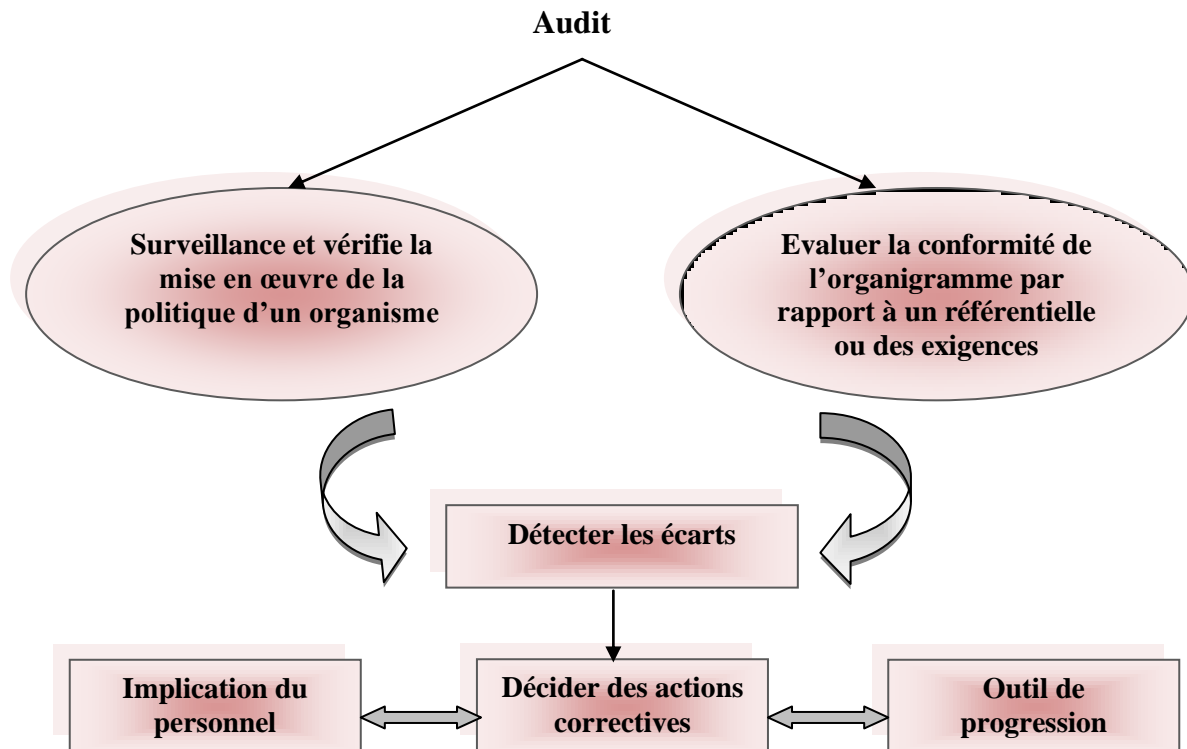 Audit
Surveillance et vérifie la
mise en œuvre de la
politique d'un organisme
Evaluer la conformité de
l'organigramme par
rapport à un référentielle
ou des exigences
Détecter les écarts
Implication du
personnel
Décider des actions
correctives
Outil de
progression